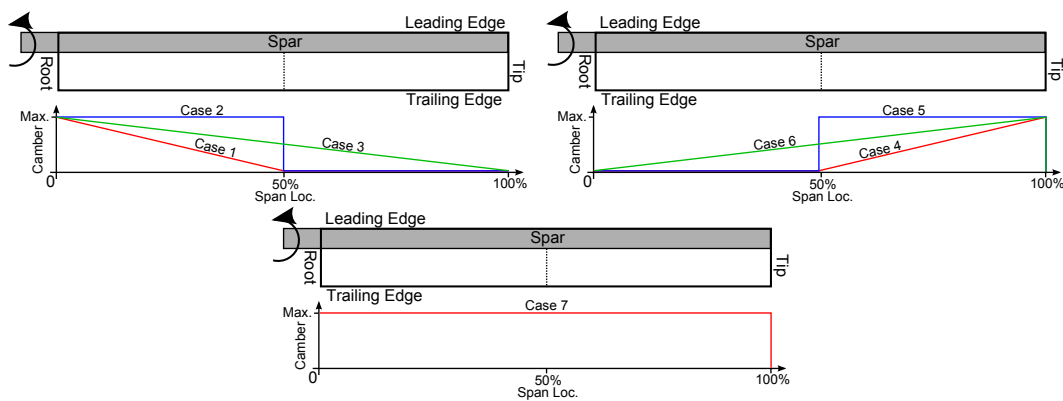 Leading Edge
Spar
Root
Tip
Trailing Edge
Max.
Camber
0
Case 2
Case 1
Case 3
50%
100%
Span Loc.
Leading Edge
Spar
Root
Tip
Trailing Edge
Max.
Camber
0
Case 5
Case 6
Case 4
50%
100%
Span Loc.
Leading Edge
Spar
Root
Tip
Trailing Edge
Max.
Camber
0
Case 7
50%
100%
Span Loc.